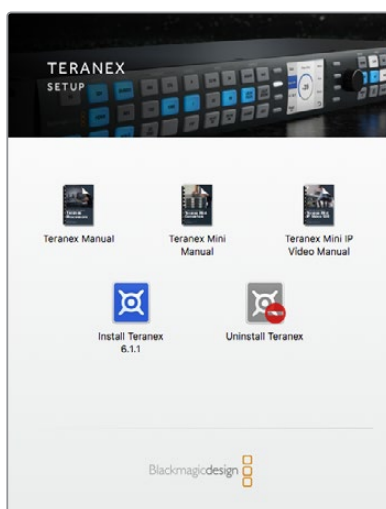 TERANEX
SETUP
Teranex Manual
Teranex Mini
Manual
Teranex Mini IP
Video Manual
Install Teranex
6.1.1
Uninstall Teranex
Blackmagicdesign